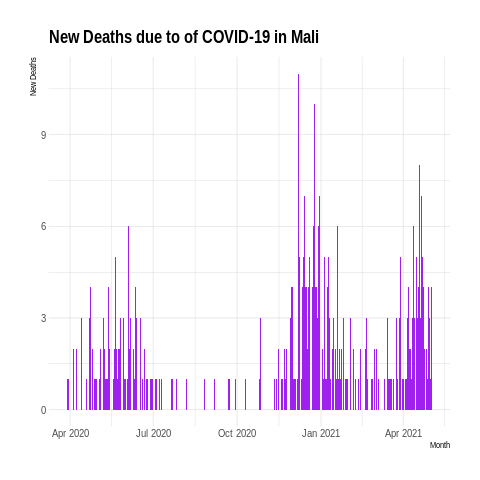 New Deaths due to of COVID-19 in Mali
New Deaths
9
6
3
0
Apr 2020 Jul 2020 Oct 2020 Jan 2021 Apr 2021
Month